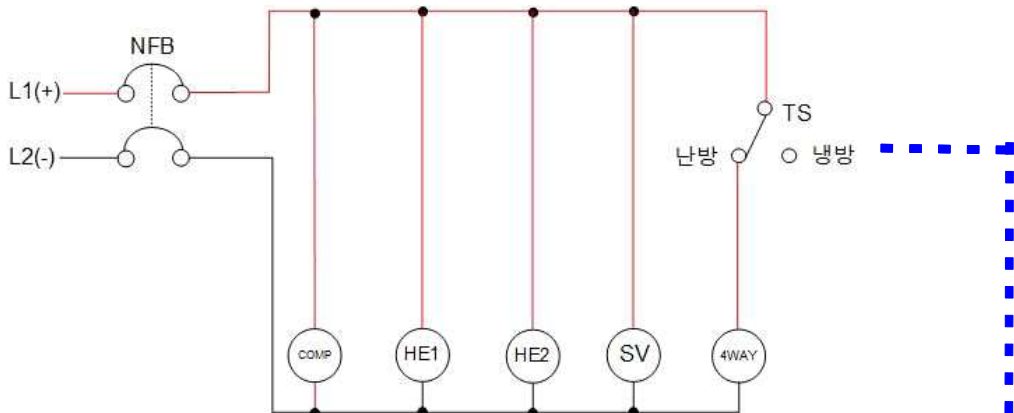 NFB
L1(+)
TS
L2(-)
난방
냉방
COMP
HE1
HE2
SV
4WAY